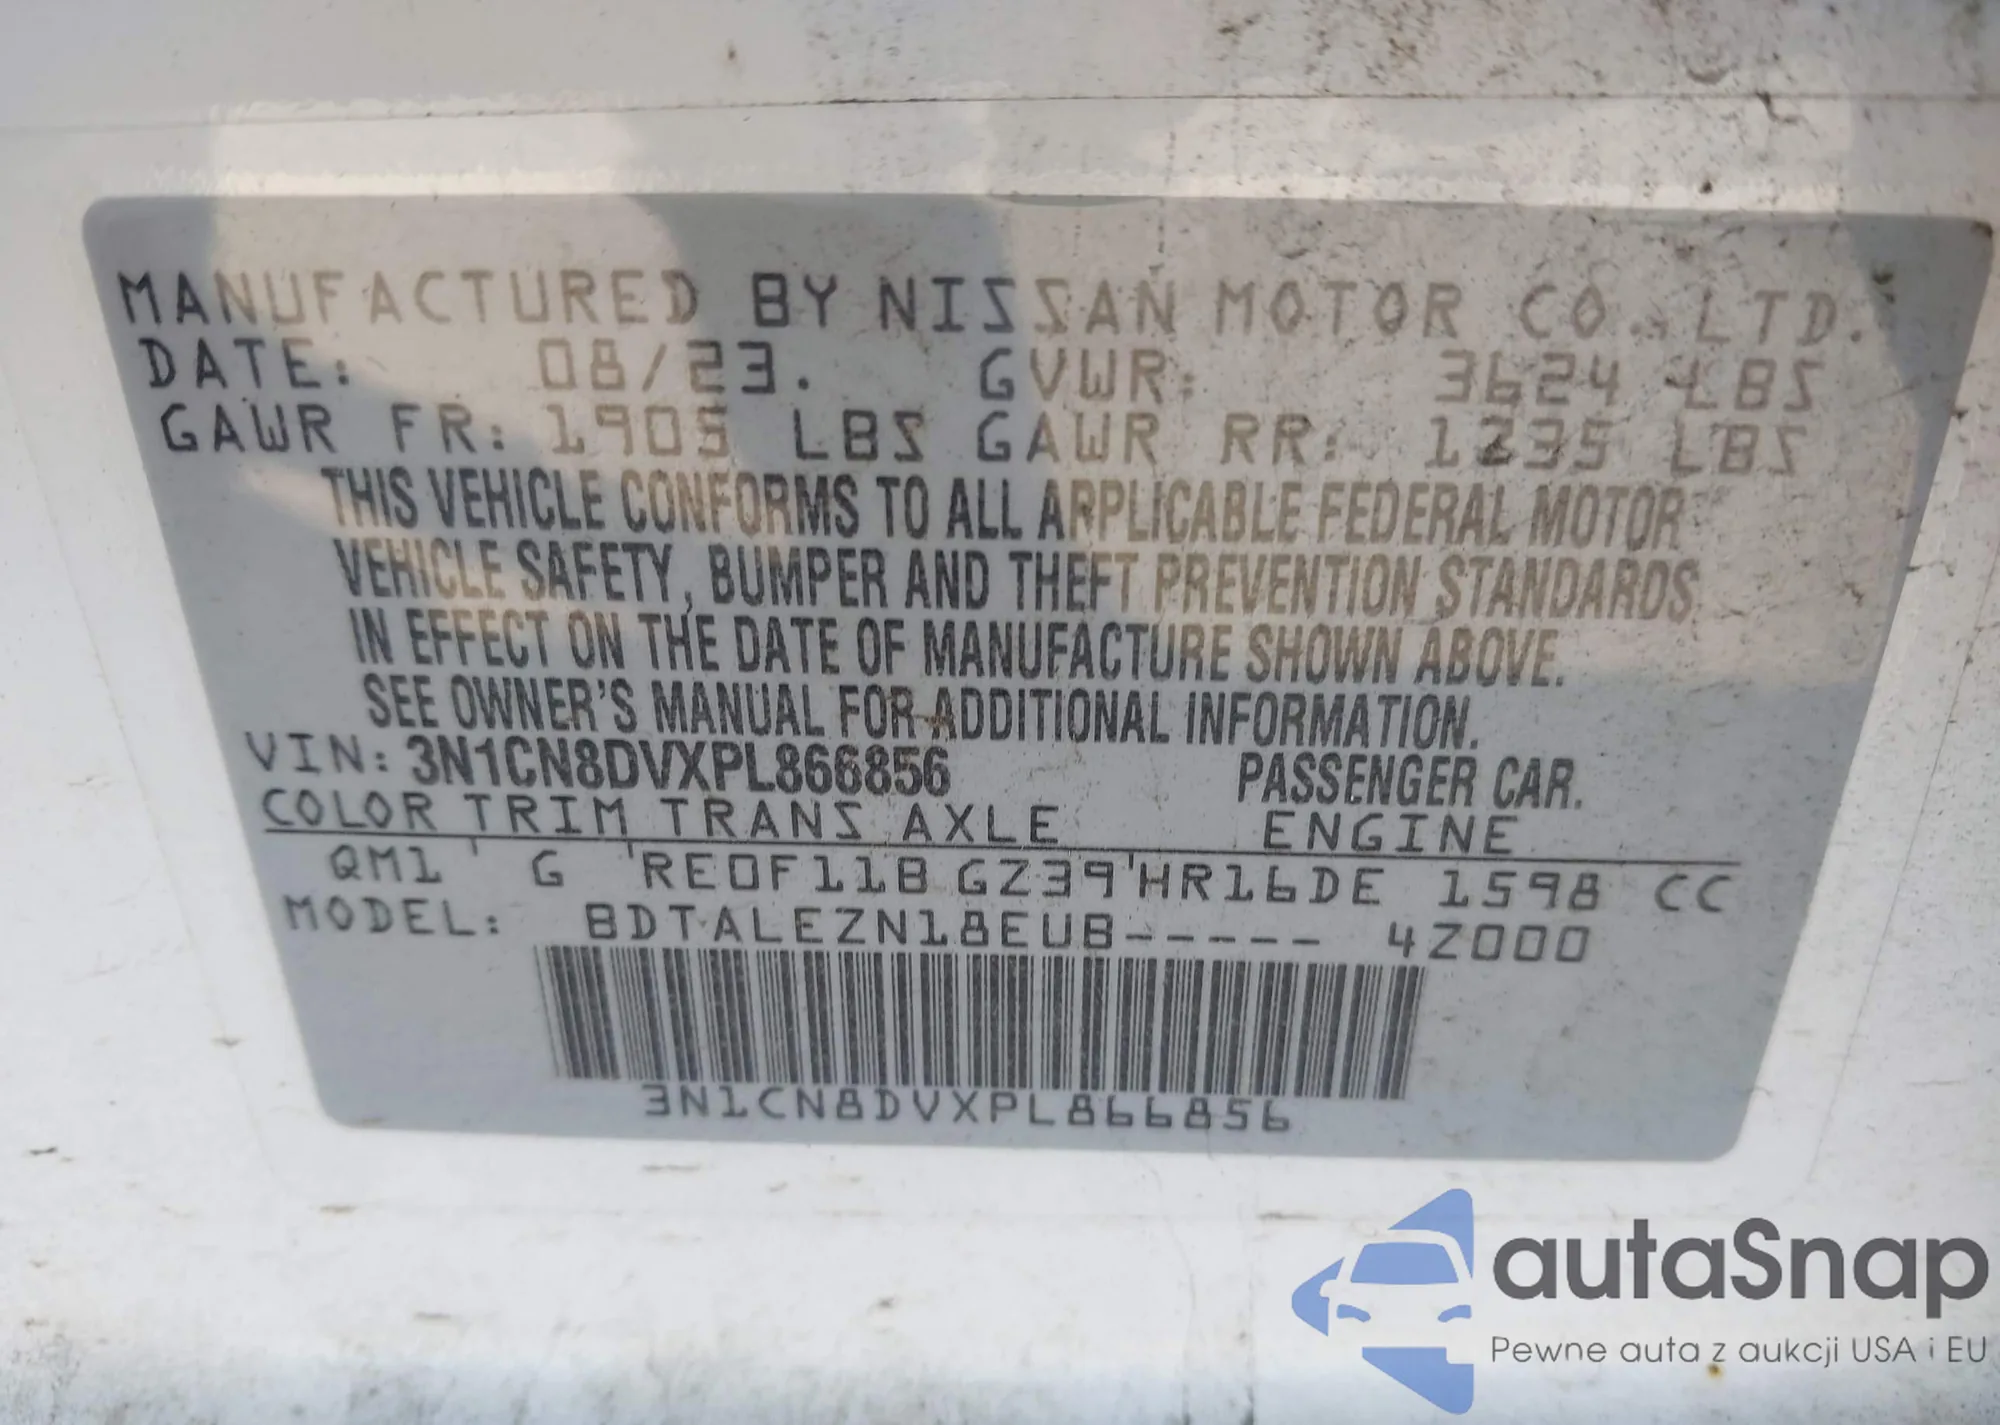 MANUFACTURED BY NISSAN MOTOR CO., LTD.
DATE: 08/23. GVWR: 3624 LBS
GAWR FR: 1905 LBS GAWR RR: 1735 LBS
THIS VEHICLE CONFORMS TO ALL APPLICABLE FEDERAL MOTOR
VEHICLE SAFETY, BUMPER AND THEFT PREVENTION STANDARDS
IN EFFECT ON THE DATE OF MANUFACTURE SHOWN ABOVE.
SEE OWNER'S MANUAL FOR ADDITIONAL INFORMATION.
VIN: 3N1CN8DVXPL866856 PASSENGER CAR.
COLOR TRIM TRANS AXLE ENGINE
QM1 ' G 'RE0F11B GZ39'HR16DE 1598 CC
MODEL: BDTALEZN18EUB----- 4Z000
3N1CN8DVXPL866856
autaSnap
Pewne auta z aukcji USA i EU